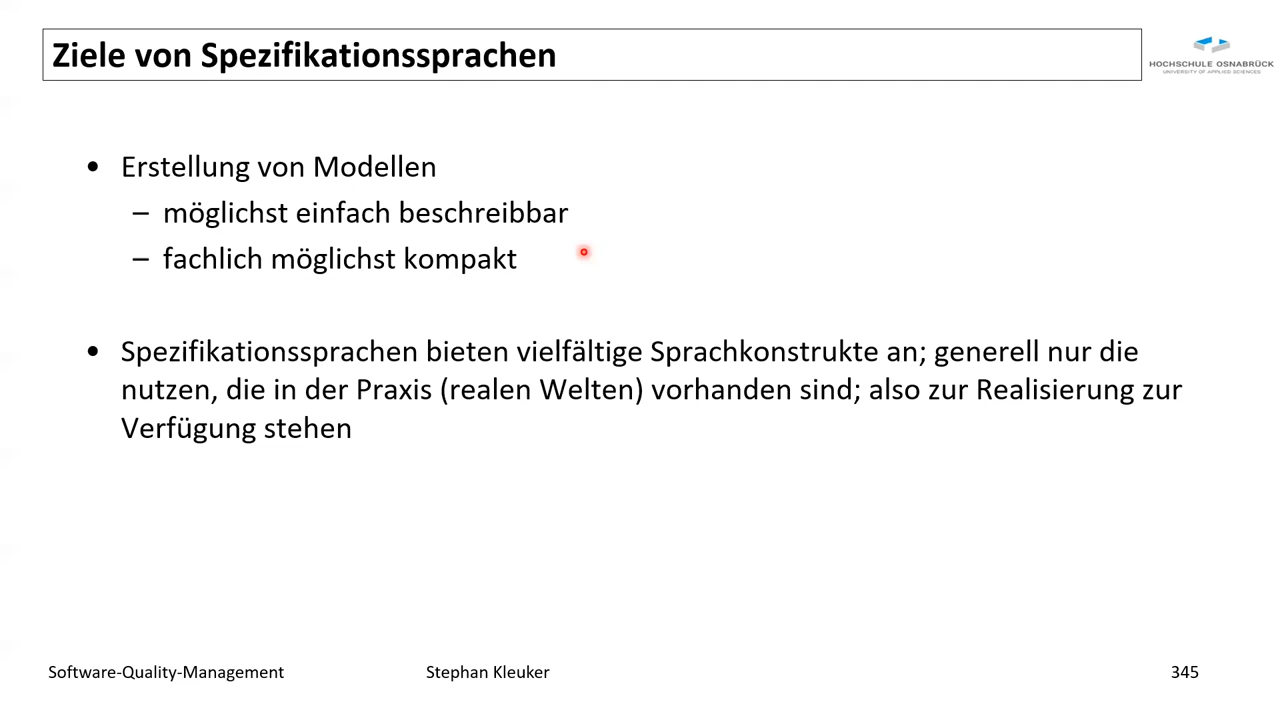 Ziele von Spezifikationssprachen
HOCHSCHULE OSNABRÜCK
UNIVERSITY OF APPLIED SCIENCES
• Erstellung von Modellen
– möglichst einfach beschreibbar
– fachlich möglichst kompakt
• Spezifikationssprachen bieten vielfältige Sprachkonstrukte an; generell nur die
nutzen, die in der Praxis (realen Welten) vorhanden sind; also zur Realisierung zur
Verfügung stehen
Software-Quality-Management
Stephan Kleuker
345